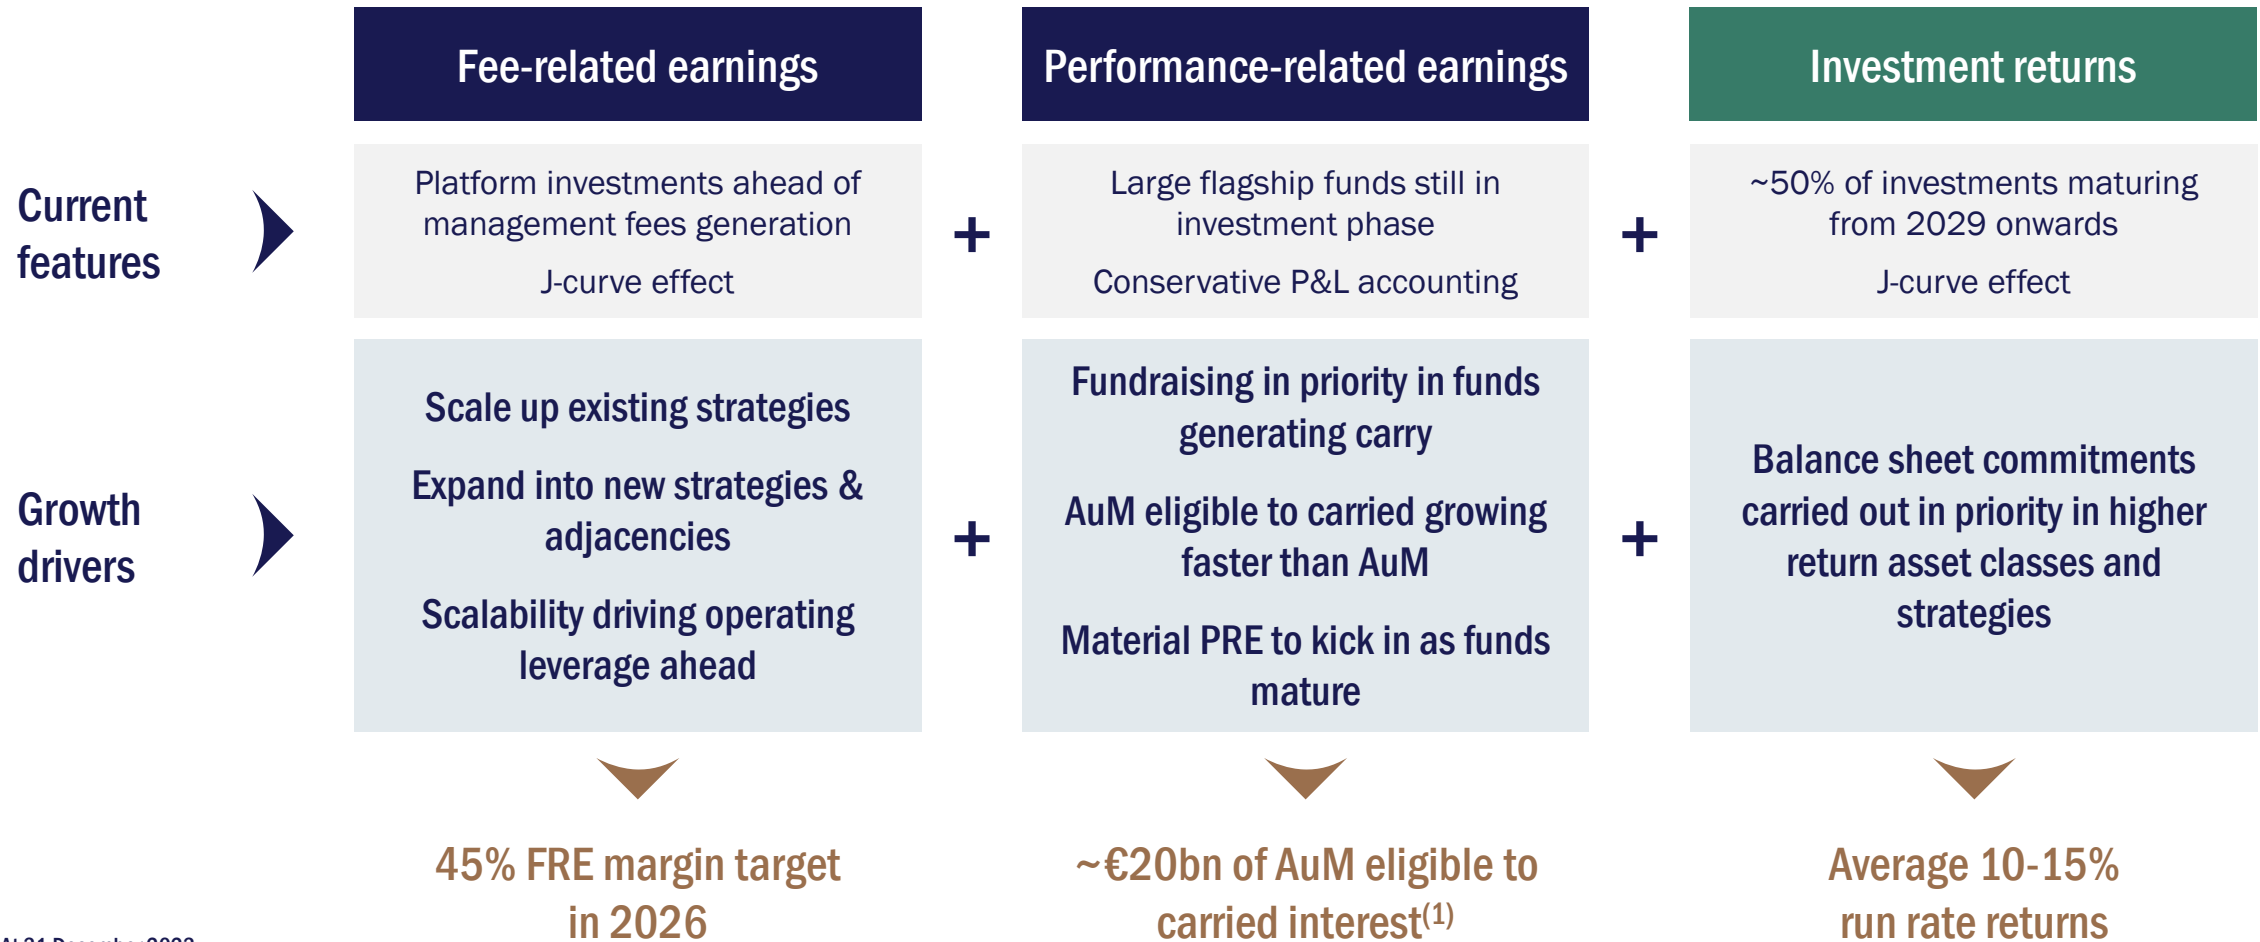 Fee-related earnings
Performance-related earnings
Investment returns
Current
features
Platform investments ahead of
management fees generation
J-curve effect
+
Large flagship funds still in
investment phase
Conservative P&L accounting
+
~50% of investments maturing
from 2029 onwards
J-curve effect
Growth
drivers
Scale up existing strategies
Expand into new strategies &
adjacencies
Scalability driving operating
leverage ahead
+
Fundraising in priority in funds
generating carry
AuM eligible to carried growing
faster than AuM
Material PRE to kick in as funds
mature
+
Balance sheet commitments
carried out in priority in higher
return asset classes and
strategies
45% FRE margin target
in 2026
~€20bn of AuM eligible to
carried interest(1)
Average 10-15%
run rate returns
At 31 December